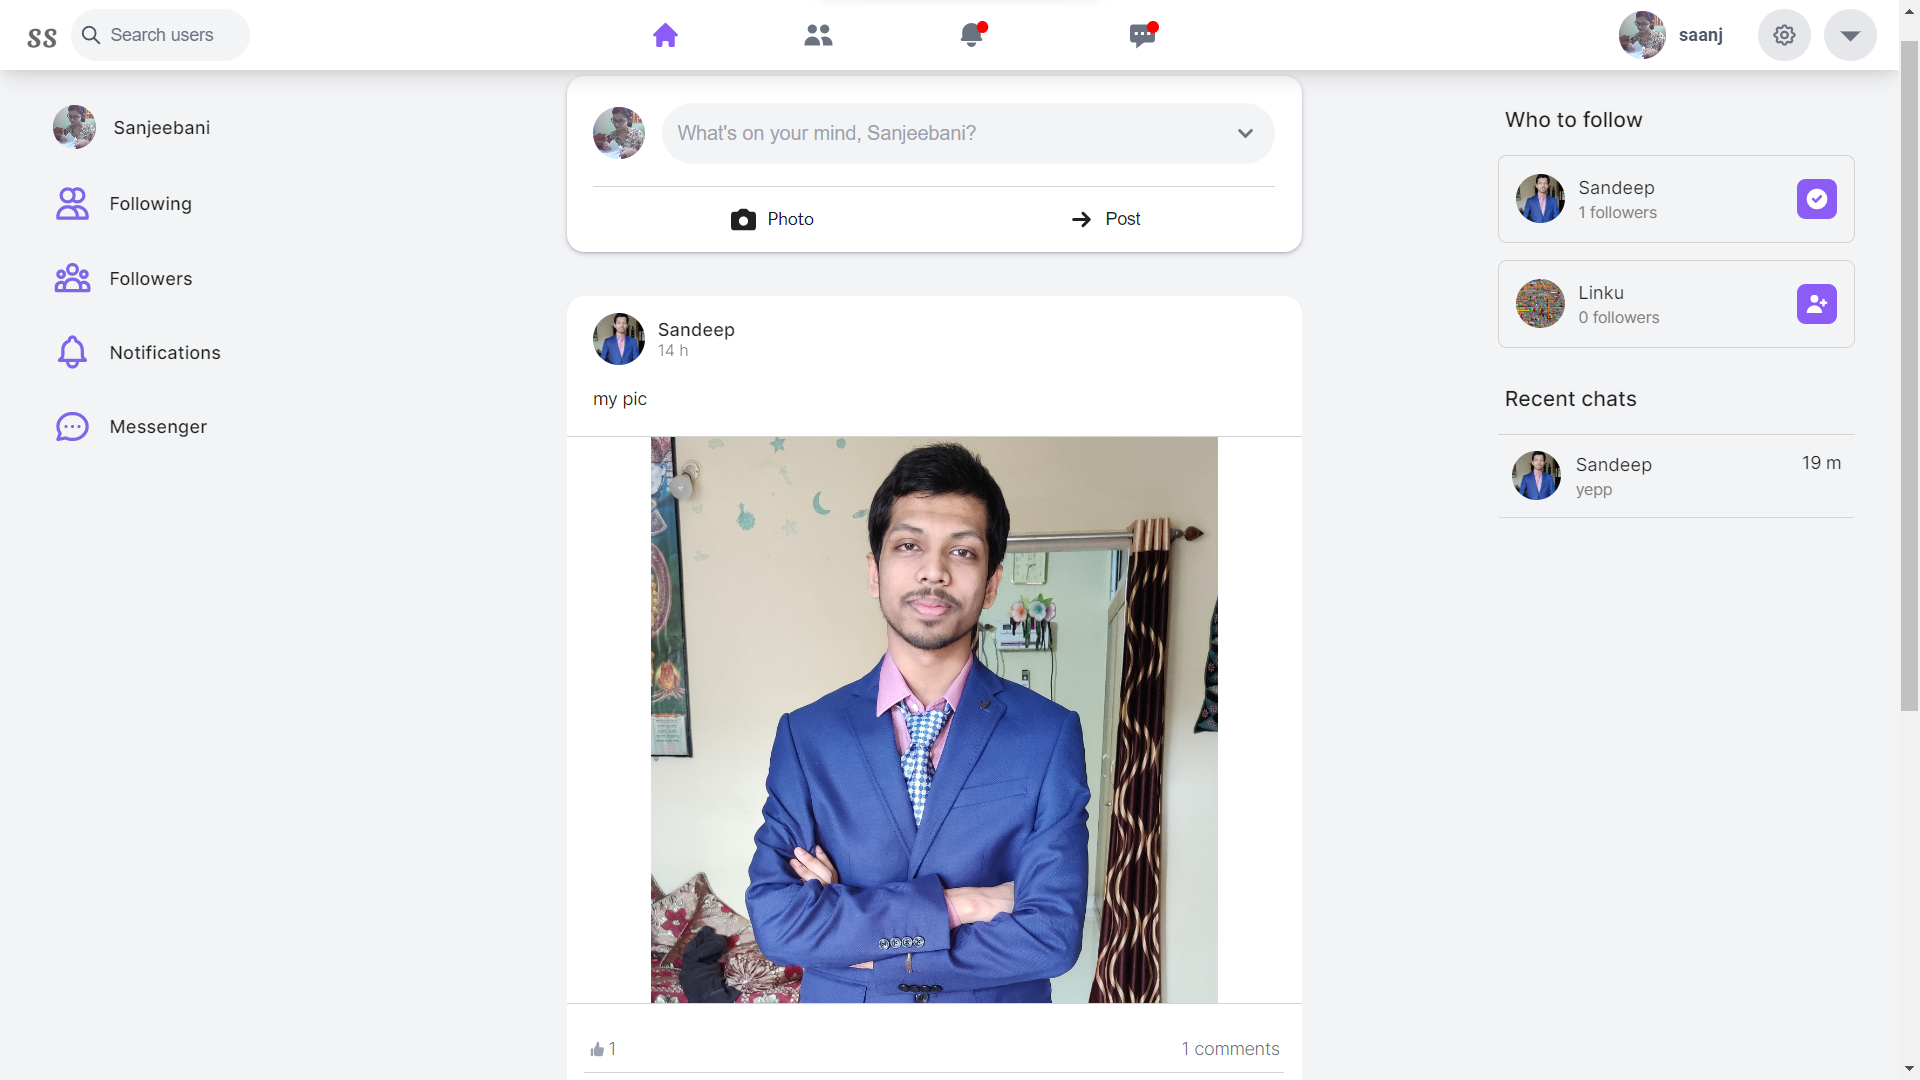 ss
Search users
saanj
Sanjeebani
Following
Followers
Notifications
Messenger
What's on your mind, Sanjeebani?
Photo
Post
Sandeep
14 h
my pic
1
1 comments
Who to follow
Sandeep
1 followers
Linku
0 followers
Recent chats
Sandeep
19 m
yepp